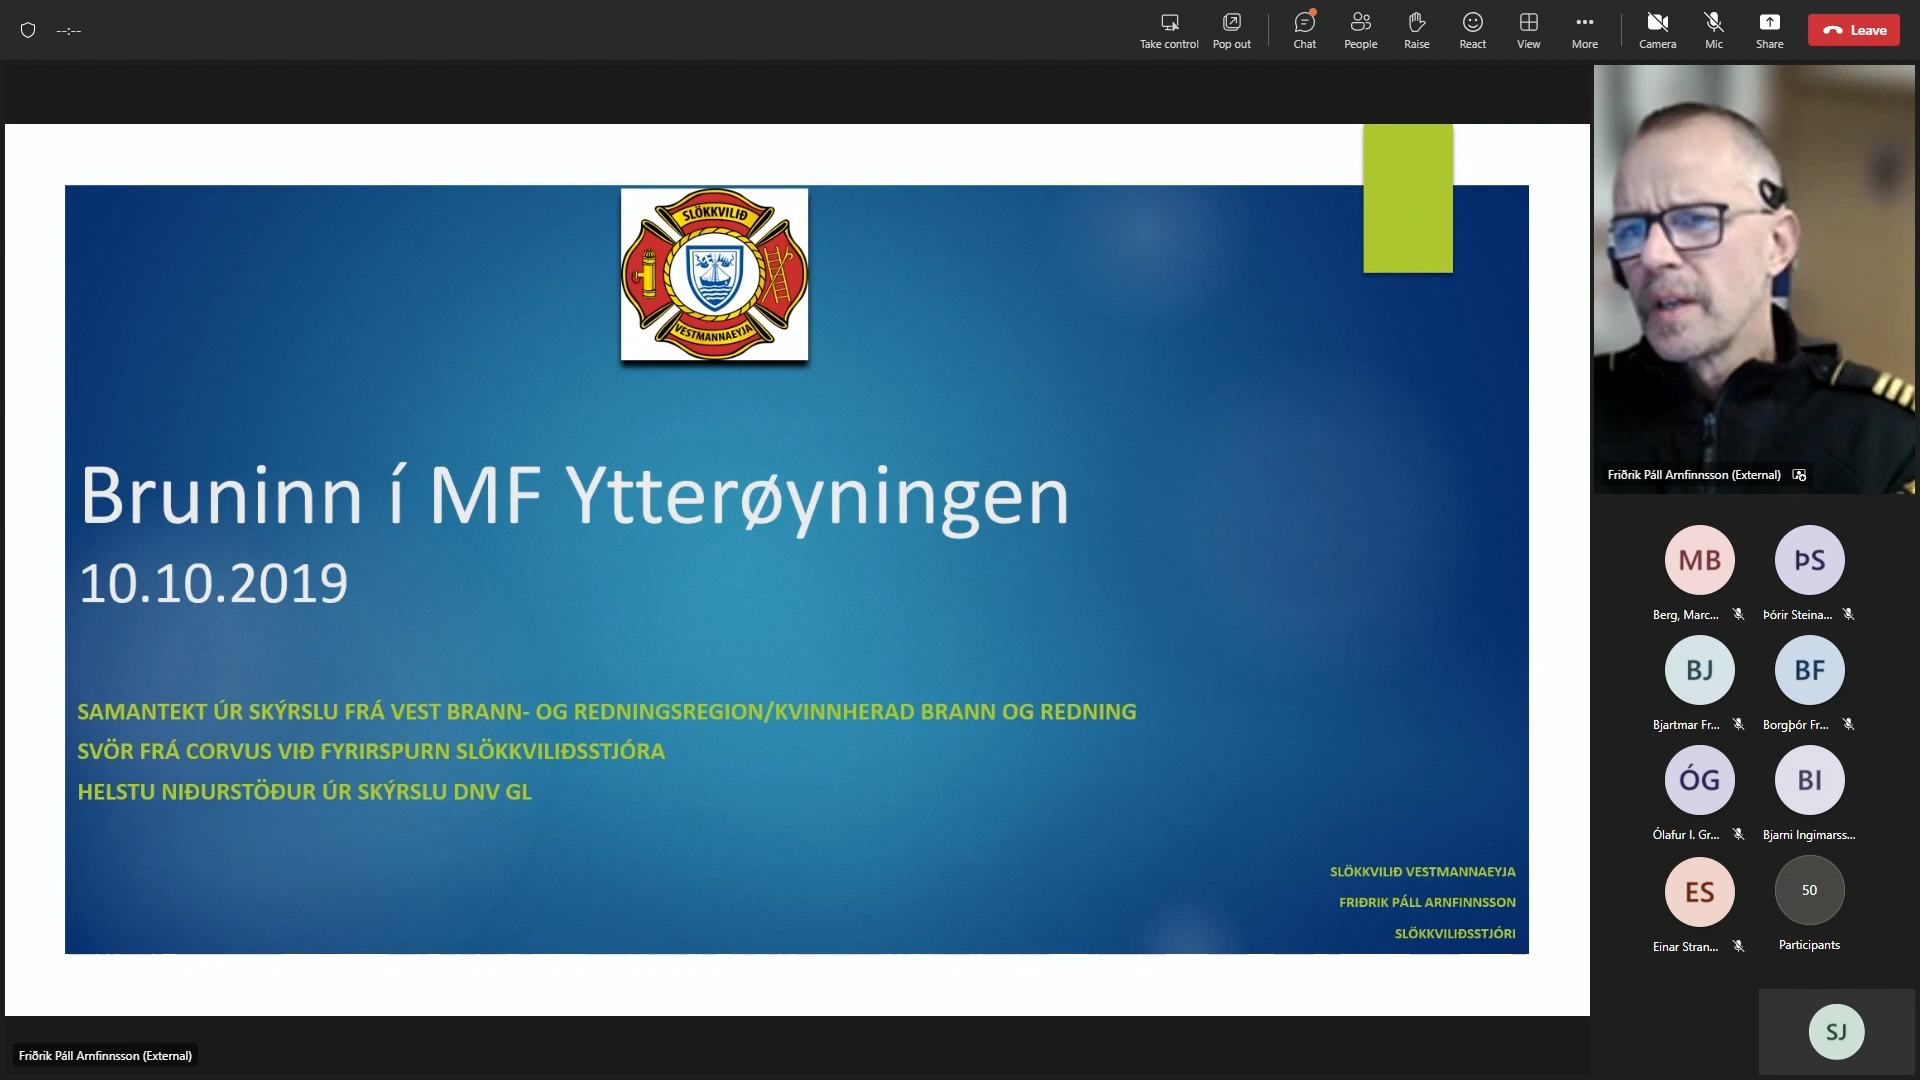 --:--
Take control
Pop out
Chat
People
Raise
React
View
More
Camera
Mic
Share
Leave
SLÖKKVILIÐ
VESTMANNAEYJA
Bruninn í MF Ytterøyningen
10.10.2019
SAMANTEKT ÚR SKÝRSLU FRÁ VEST BRANN- OG REDNINGSREGION/KVINNHERAD BRANN OG REDNING
SVÖR FRÁ CORVUS VIÐ FYRIRSPURN SLÖKKVILIÐSSTJÓRA
HELSTU NIÐURSTÖÐUR ÚR SKÝRSLU DNV GL
SLÖKKVILIÐ VESTMANNAEYJA
FRIÐRIK PÁLL ARNFINNSSON
SLÖKKVILIÐSSTJÓRI
Friðrik Páll Arnfinnsson (External)
Friðrik Páll Arnfinnsson (External)
MB
ÞS
Berg, Marc...
Þórir Steina...
BJ
BF
Bjartmar Fr...
Borgþór Fr...
ÓG
BI
Ólafur I. Gr...
Bjarni Ingimarss...
ES
50
Einar Stran...
Participants
SJ